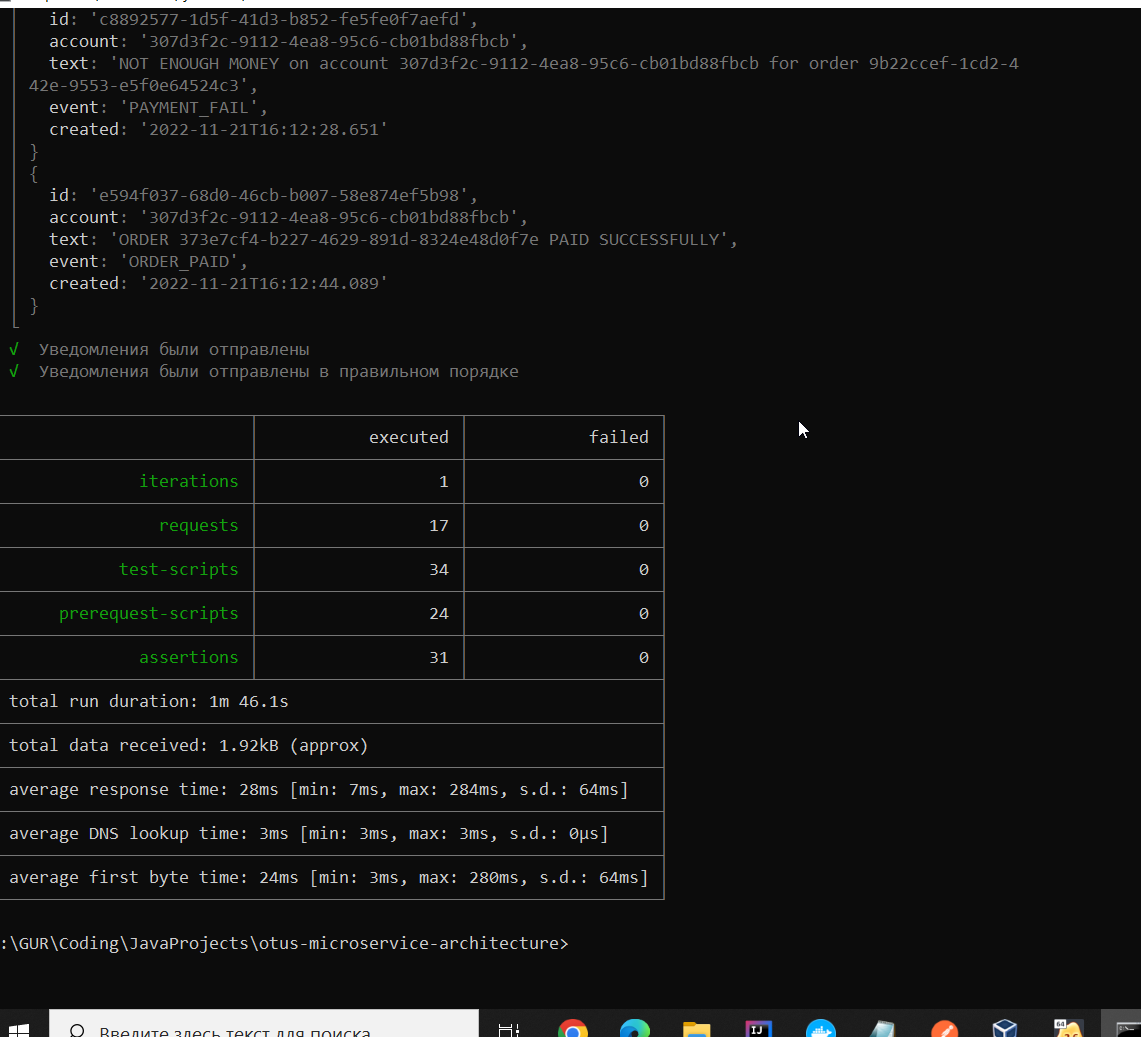 id: 'c8892577-1d5f-41d3-b852-fe5fe0f7aefd',
account: '307d3f2c-9112-4ea8-95c6-cb01bd88fbcb',
text: 'NOT ENOUGH MONEY on account 307d3f2c-9112-4ea8-95c6-cb01bd88fbcb for order 9b22ccef-1cd2-4
42e-9553-e5f0e64524c3',
event: 'PAYMENT_FAIL',
created: '2022-11-21T16:12:28.651'
}
{
id: 'e594f037-68d0-46cb-b007-58e874ef5b98',
account: '307d3f2c-9112-4ea8-95c6-cb01bd88fbcb',
text: 'ORDER 373e7cf4-b227-4629-891d-8324e48d0f7e PAID SUCCESSFULLY',
event: 'ORDER_PAID',
created: '2022-11-21T16:12:44.089'
}
√ Уведомления были отправлены
√ Уведомления были отправлены в правильном порядке
executed failed
iterations 1 0
requests 17 0
test-scripts 34 0
prerequest-scripts 24 0
assertions 31 0
total run duration: 1m 46.1s
total data received: 1.92kB (approx)
average response time: 28ms [min: 7ms, max: 284ms, s.d.: 64ms]
average DNS lookup time: 3ms [min: 3ms, max: 3ms, s.d.: 0µs]
average first byte time: 24ms [min: 3ms, max: 280ms, s.d.: 64ms]
:\GUR\Coding\JavaProjects\otus-microservice-architecture>
Введите здесь текст для поиска
IJ
64